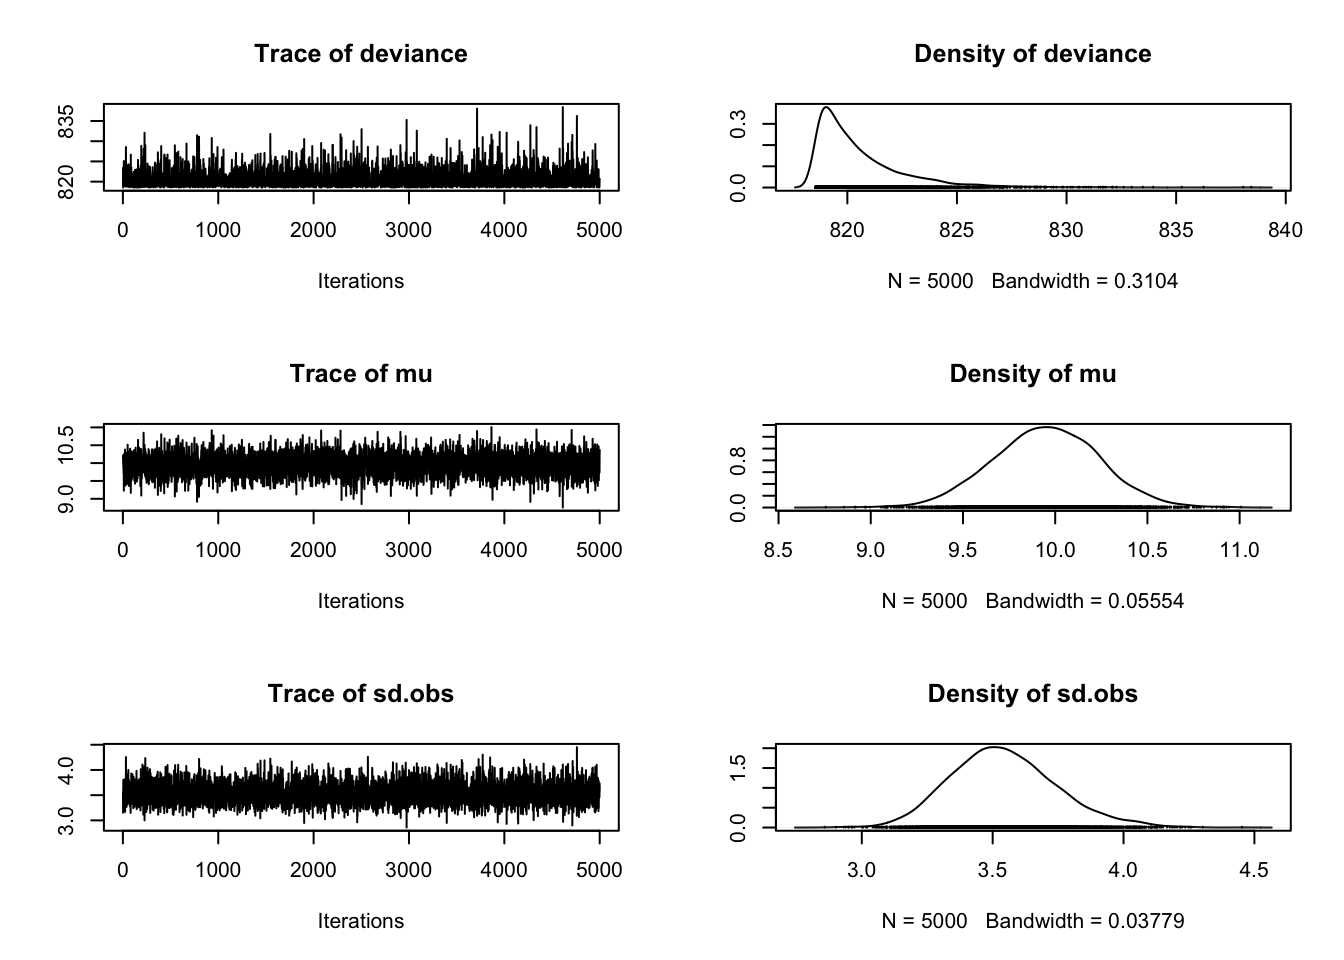 Trace of deviance
835
820
0 1000 2000 3000 4000 5000
Iterations
Density of deviance
0.3
0.0
820 825 830 835 840
N = 5000 Bandwidth = 0.3104
Trace of mu
10.5
9.0
0 1000 2000 3000 4000 5000
Iterations
Density of mu
0.8
0.0
8.5 9.0 9.5 10.0 10.5 11.0
N = 5000 Bandwidth = 0.05554
Trace of sd.obs
4.0
3.0
0 1000 2000 3000 4000 5000
Iterations
Density of sd.obs
1.5
0.0
3.0 3.5 4.0 4.5
N = 5000 Bandwidth = 0.03779